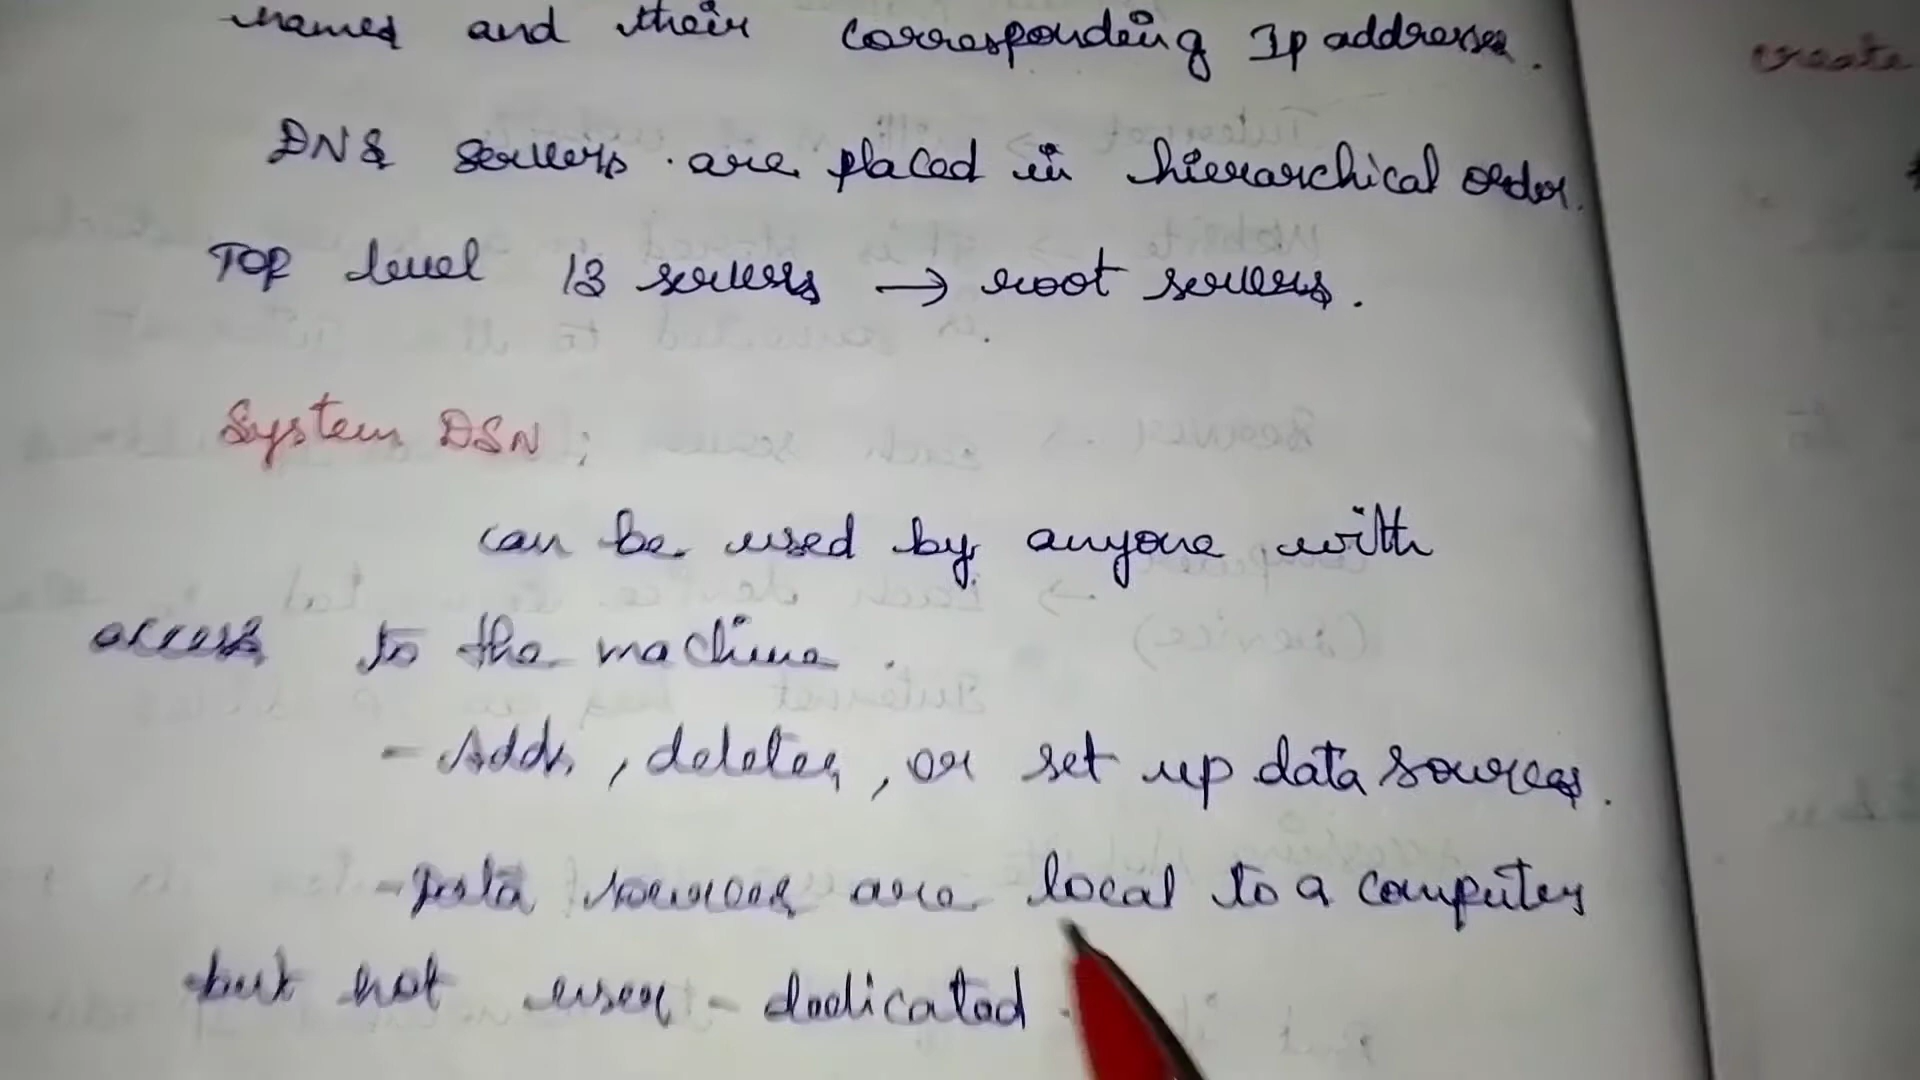 names and their corresponding Ip addresses.
DNS servers are placed in hierarchical order.
Top level 13 servers → root servers.
System DSN;
can be used by anyone with
access to the machine.
- Adds, deletes, or set up data sources.
- Data sources are local to a computer
but not user - dedicated.
create
to